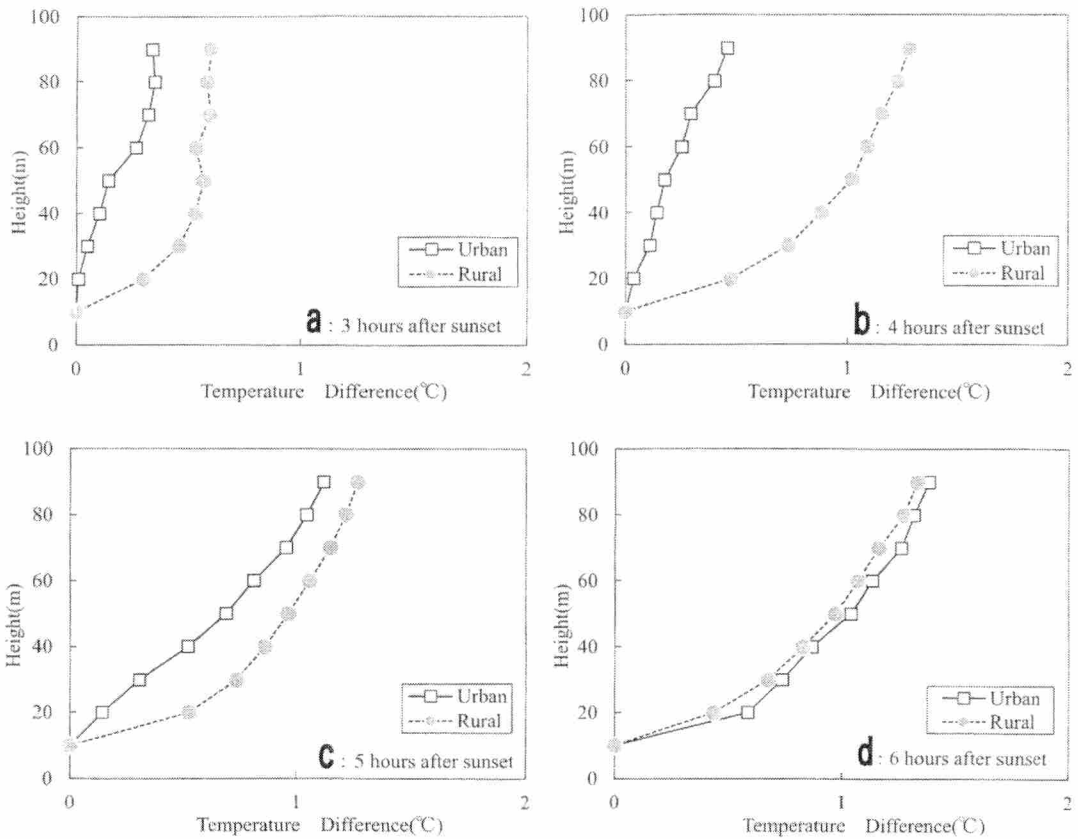 100
80
60
40
20
0
Height(m)
Urban
Rural
a : 3 hours after sunset
0 1 2
Temperature Difference(℃)
100
80
60
40
20
0
Height(m)
Urban
Rural
b : 4 hours after sunset
0 1 2
Temperature Difference(℃)
100
80
60
40
20
0
Height(m)
Urban
Rural
c : 5 hours after sunset
0 1 2
Temperature Difference(℃)
100
80
60
40
20
0
Height(m)
Urban
Rural
d : 6 hours after sunset
0 1 2
Temperature Difference(℃)